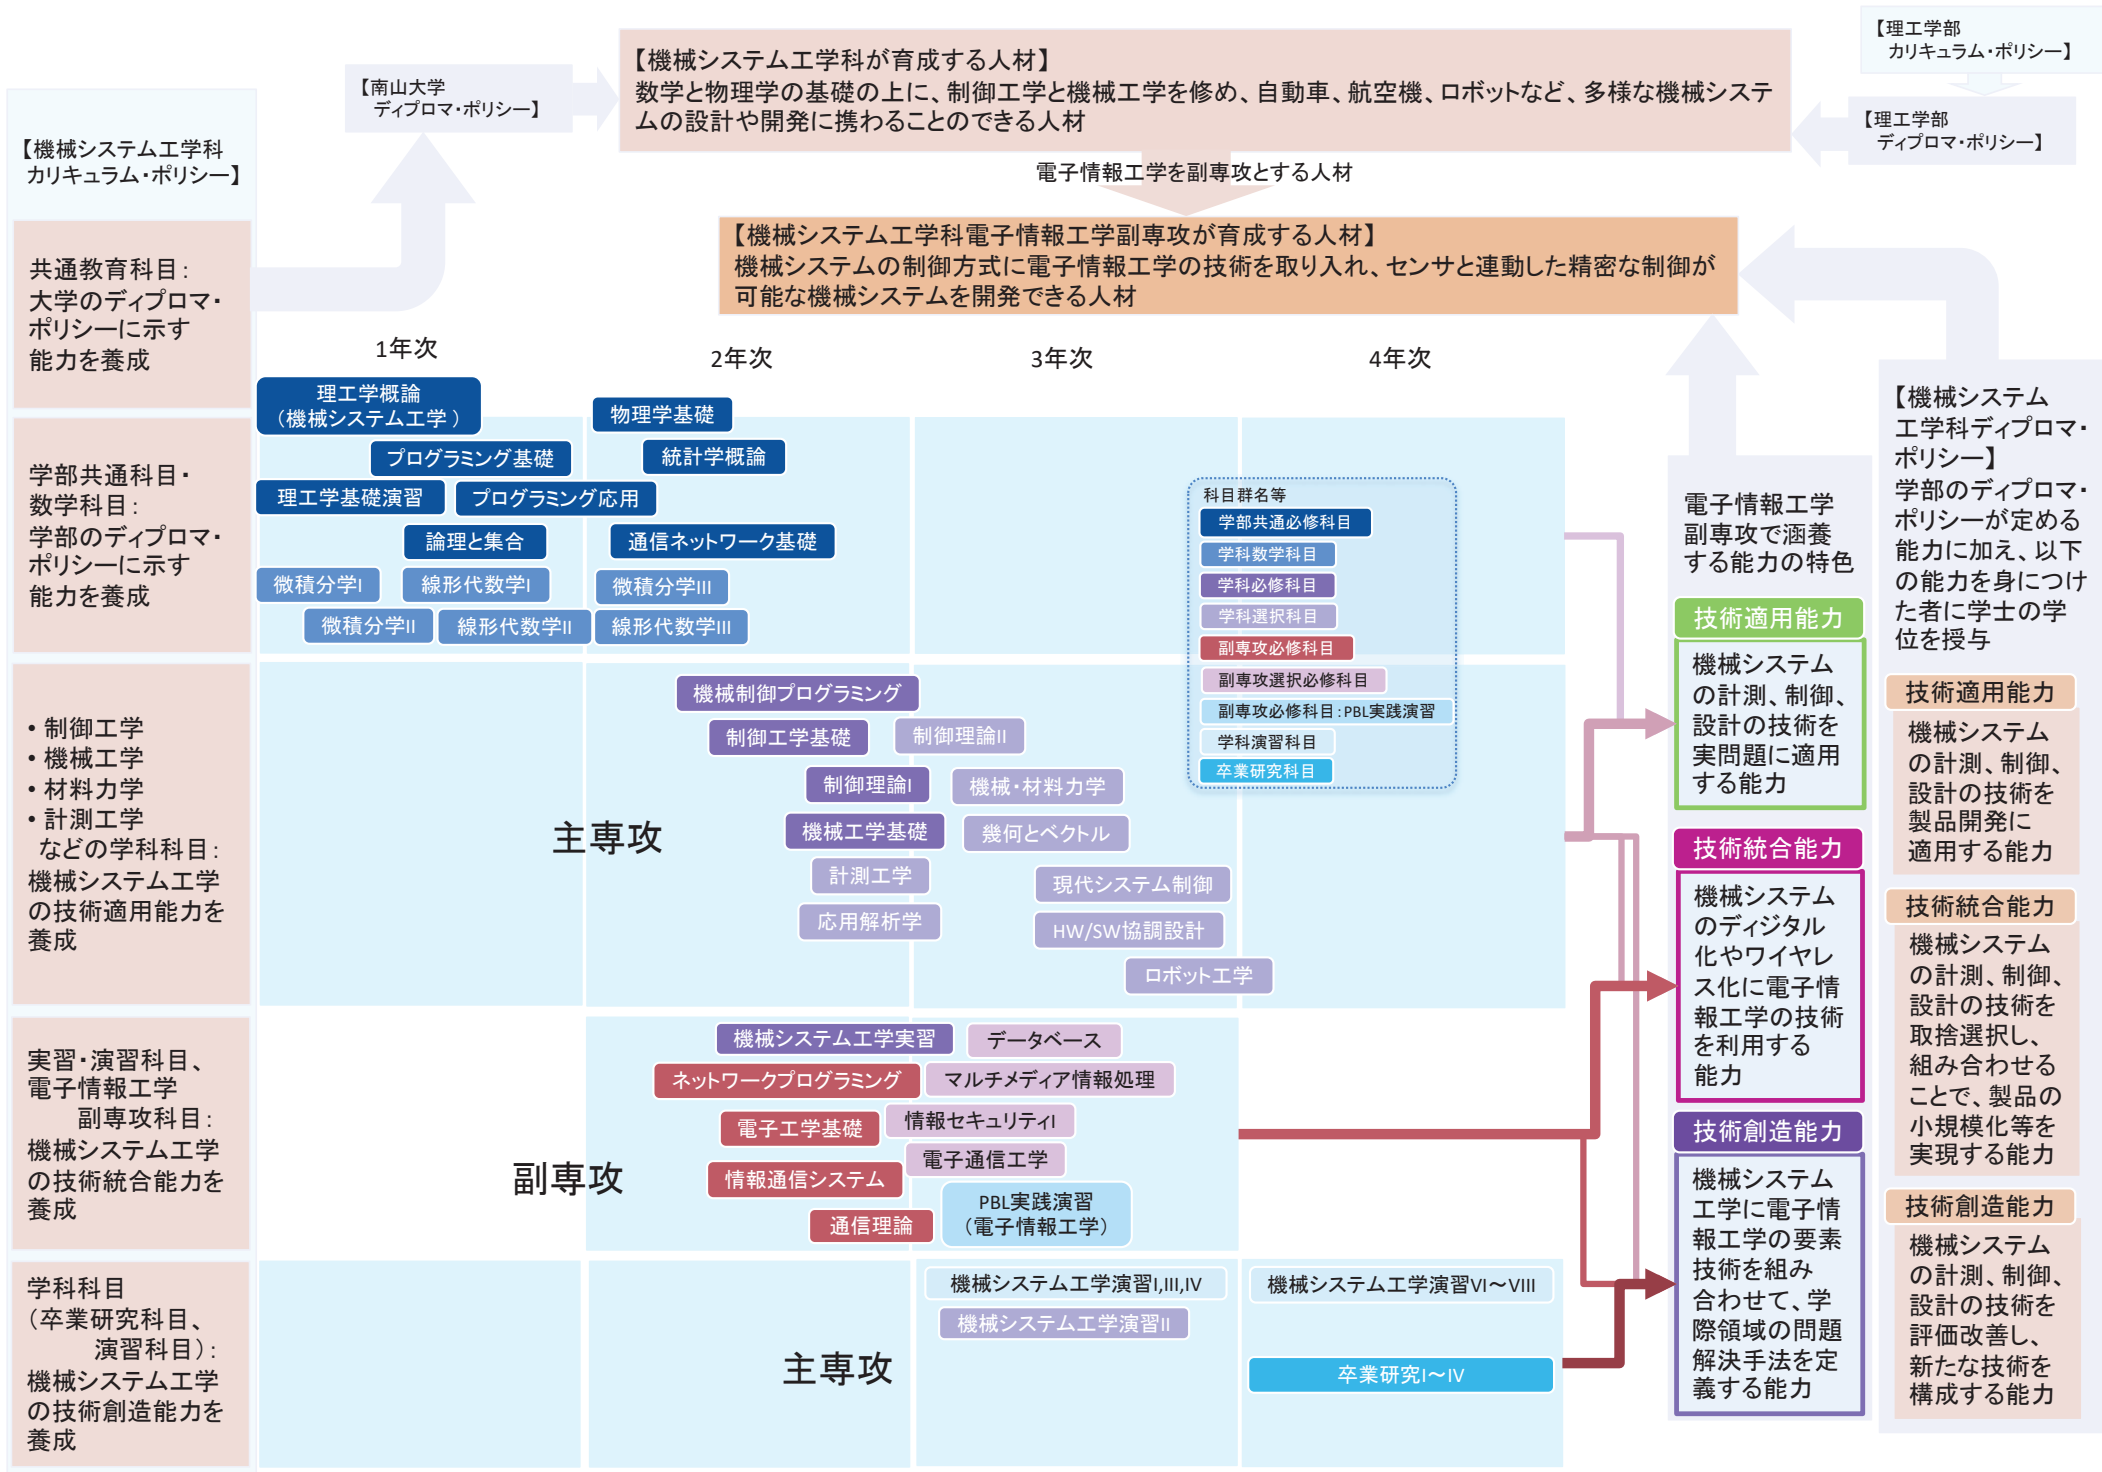 【理工学部
カリキュラム・ポリシー】
【理工学部
ディプロマ・ポリシー】
【南山大学
ディプロマ・ポリシー】
【機械システム工学科が育成する人材】
数学と物理学の基礎の上に、制御工学と機械工学を修め、自動車、航空機、ロボットなど、多様な機械システ
ムの設計や開発に携わることのできる人材
電子情報工学を副専攻とする人材
【機械システム工学科電子情報工学副専攻が育成する人材】
機械システムの制御方式に電子情報工学の技術を取り入れ、センサと連動した精密な制御が
可能な機械システムを開発できる人材
【機械システム工学科
カリキュラム・ポリシー】
共通教育科目：
大学のディプロマ・
ポリシーに示す
能力を養成
学部共通科目・
数学科目：
学部のディプロマ・
ポリシーに示す
能力を養成
• 制御工学
• 機械工学
• 材料力学
• 計測工学
などの学科科目：
機械システム工学
の技術適用能力を
養成
実習・演習科目、
電子情報工学
副専攻科目：
機械システム工学
の技術統合能力を
養成
学科科目
（卒業研究科目、
演習科目）：
機械システム工学
の技術創造能力を
養成
1年次
2年次
3年次
4年次
理工学概論
（機械システム工学）
プログラミング基礎
理工学基礎演習
プログラミング応用
論理と集合
微積分学I
線形代数学I
微積分学II
線形代数学II
物理学基礎
統計学概論
通信ネットワーク基礎
微積分学III
線形代数学III
科目群名等
学部共通必修科目
学科数学科目
学科必修科目
学科選択科目
副専攻必修科目
副専攻選択必修科目
副専攻必修科目：PBL実践演習
学科演習科目
卒業研究科目
主専攻
機械制御プログラミング
制御工学基礎
制御理論II
制御理論I
機械・材料力学
機械工学基礎
幾何とベクトル
計測工学
現代システム制御
応用解析学
HW/SW協調設計
ロボット工学
副専攻
機械システム工学実習
データベース
ネットワークプログラミング
マルチメディア情報処理
電子工学基礎
情報セキュリティI
電子通信工学
情報通信システム
PBL実践演習
（電子情報工学）
通信理論
主専攻
機械システム工学演習I,III,IV
機械システム工学演習II
機械システム工学演習VI～VIII
卒業研究I～IV
電子情報工学
副専攻で涵養
する能力の特色
技術適用能力
機械システム
の計測、制御、
設計の技術を
実問題に適用
する能力
技術統合能力
機械システム
のディジタル
化やワイヤレ
ス化に電子情
報工学の技術
を利用する
能力
技術創造能力
機械システム
工学に電子情
報工学の要素
技術を組み
合わせて、学
際領域の問題
解決手法を定
義する能力
【機械システム
工学科ディプロマ・
ポリシー】
学部のディプロマ・
ポリシーが定める
能力に加え、以下
の能力を身につけ
た者に学士の学
位を授与
技術適用能力
機械システム
の計測、制御、
設計の技術を
製品開発に
適用する能力
技術統合能力
機械システム
の計測、制御、
設計の技術を
取捨選択し、
組み合わせる
ことで、製品の
小規模化等を
実現する能力
技術創造能力
機械システム
の計測、制御、
設計の技術を
評価改善し、
新たな技術を
構成する能力